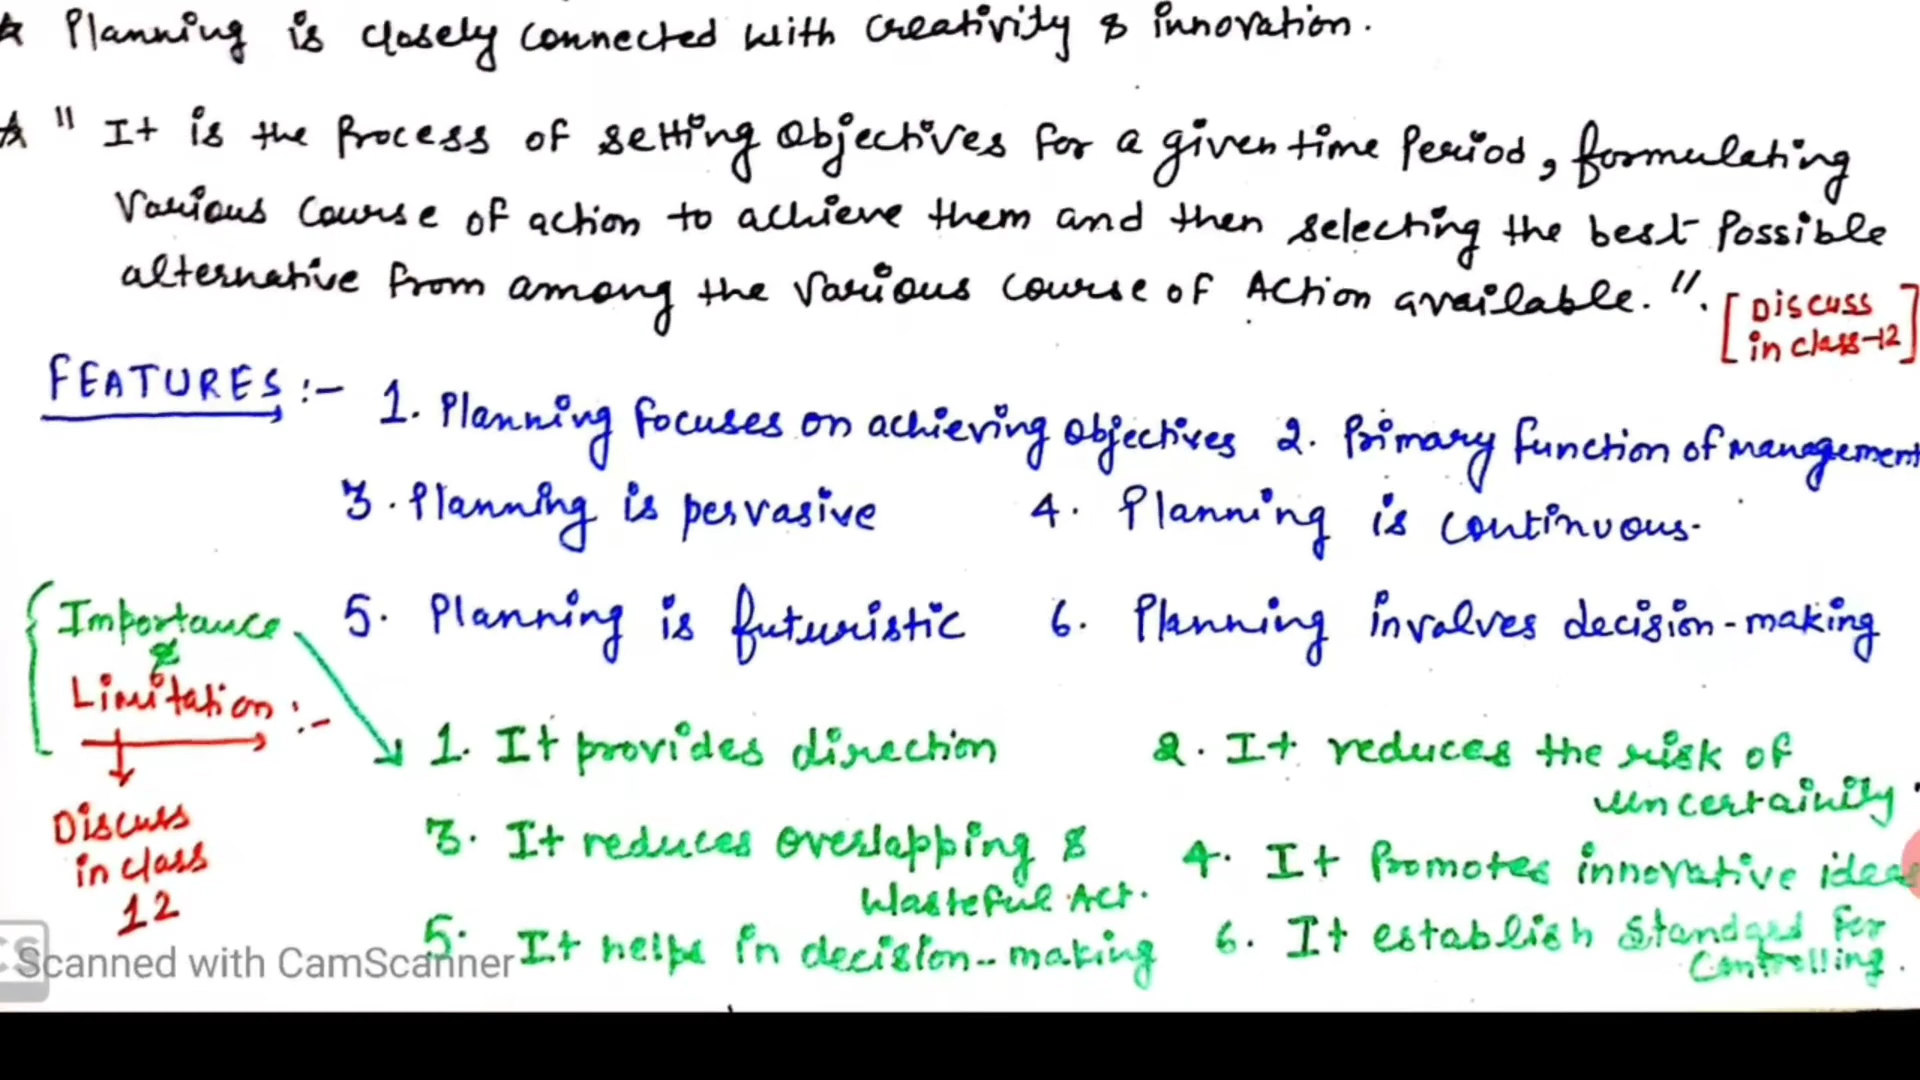 ☆ Planning is closely connected with creativity & innovation.
☆ " It is the Process of setting Objectives for a given time Period, formulating
Various Course of action to achieve them and then selecting the best Possible
alternative from among the Various Course of Action available. ".
[Discuss
in class-12]
FEATURES :- 1. Planning focuses on achieving objectives 2. Primary function of management
3. Planning is pervasive 4. Planning is continuous.
5. Planning is futuristic 6. Planning involves decision-making
Importance
&
Limitation :-
Discuss
in class
12
1. It provides direction 2. It reduces the risk of
uncertainity.
3. It reduces overlapping &
Wasteful Act.
4. It Promotes innovative idea
5. It helps in decision-making 6. It establish Standard for
Controlling.
CS Scanned with CamScanner